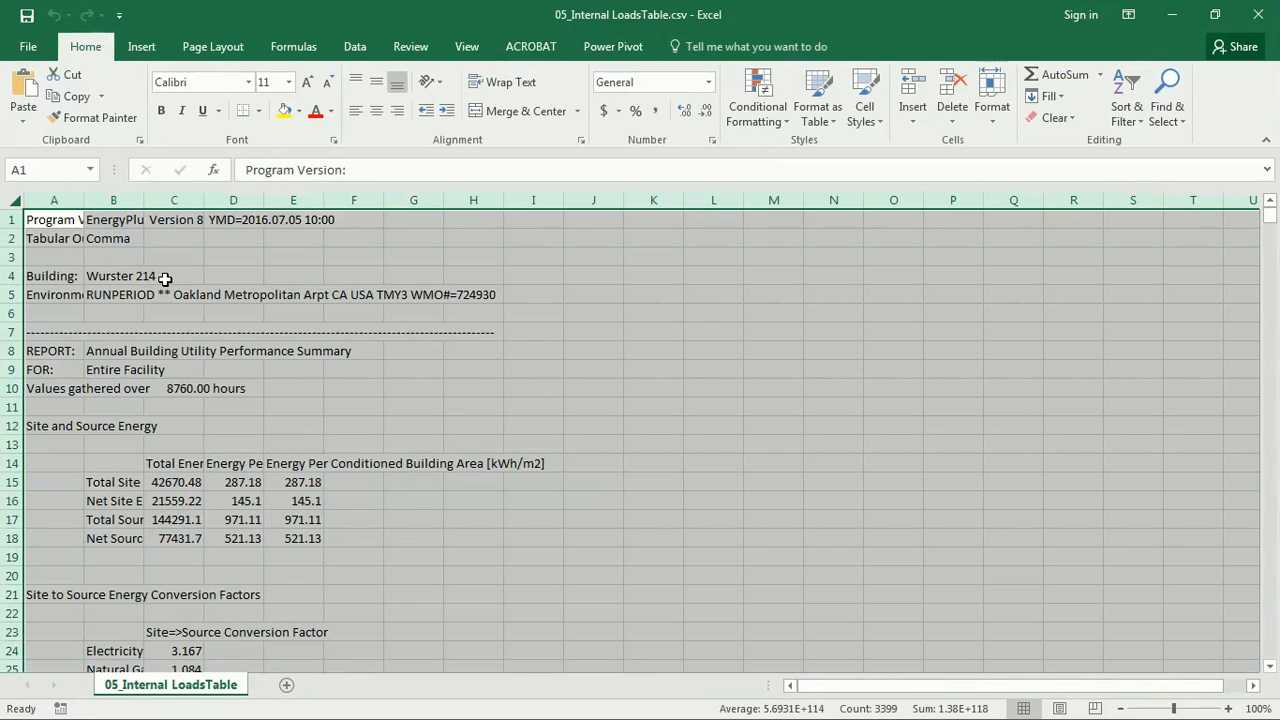 05_Internal LoadsTable.csv - Excel
Sign in
File Home Insert Page Layout Formulas Data Review View ACROBAT Power Pivot Tell me what you want to do Share
Paste
Cut
Copy
Format Painter
Clipboard
Calibri 11
B I U
Font
Wrap Text
Merge & Center
Alignment
General
$ % ,
Number
Conditional Formatting
Format as Table
Cell Styles
Styles
Insert Delete Format
Cells
AutoSum
Fill
Clear
Sort & Filter
Find & Select
Editing
A1 fx Program Version:
A B C D E F G H I J K L M N O P Q R S T U
1 Program V EnergyPlu Version 8 YMD=2016.07.05 10:00
2 Tabular O Comma
3
4 Building: Wurster 214
5 Environme RUNPERIOD ** Oakland Metropolitan Arpt CA USA TMY3 WMO#=724930
6
7 ----------------------------------------------------------------------------------------------------
8 REPORT: Annual Building Utility Performance Summary
9 FOR: Entire Facility
10 Values gathered over 8760.00 hours
11
12 Site and Source Energy
13
14 Total Ener Energy Pe Energy Per Conditioned Building Area [kWh/m2]
15 Total Site 42670.48 287.18 287.18
16 Net Site E 21559.22 145.1 145.1
17 Total Sour 144291.1 971.11 971.11
18 Net Sourc 77431.7 521.13 521.13
19
20
21 Site to Source Energy Conversion Factors
22
23 Site=>Source Conversion Factor
24 Electricity 3.167
25 Natural Ga 1.084
05_Internal LoadsTable
Ready Average: 5.6931E+114 Count: 3399 Sum: 1.38E+118 100%